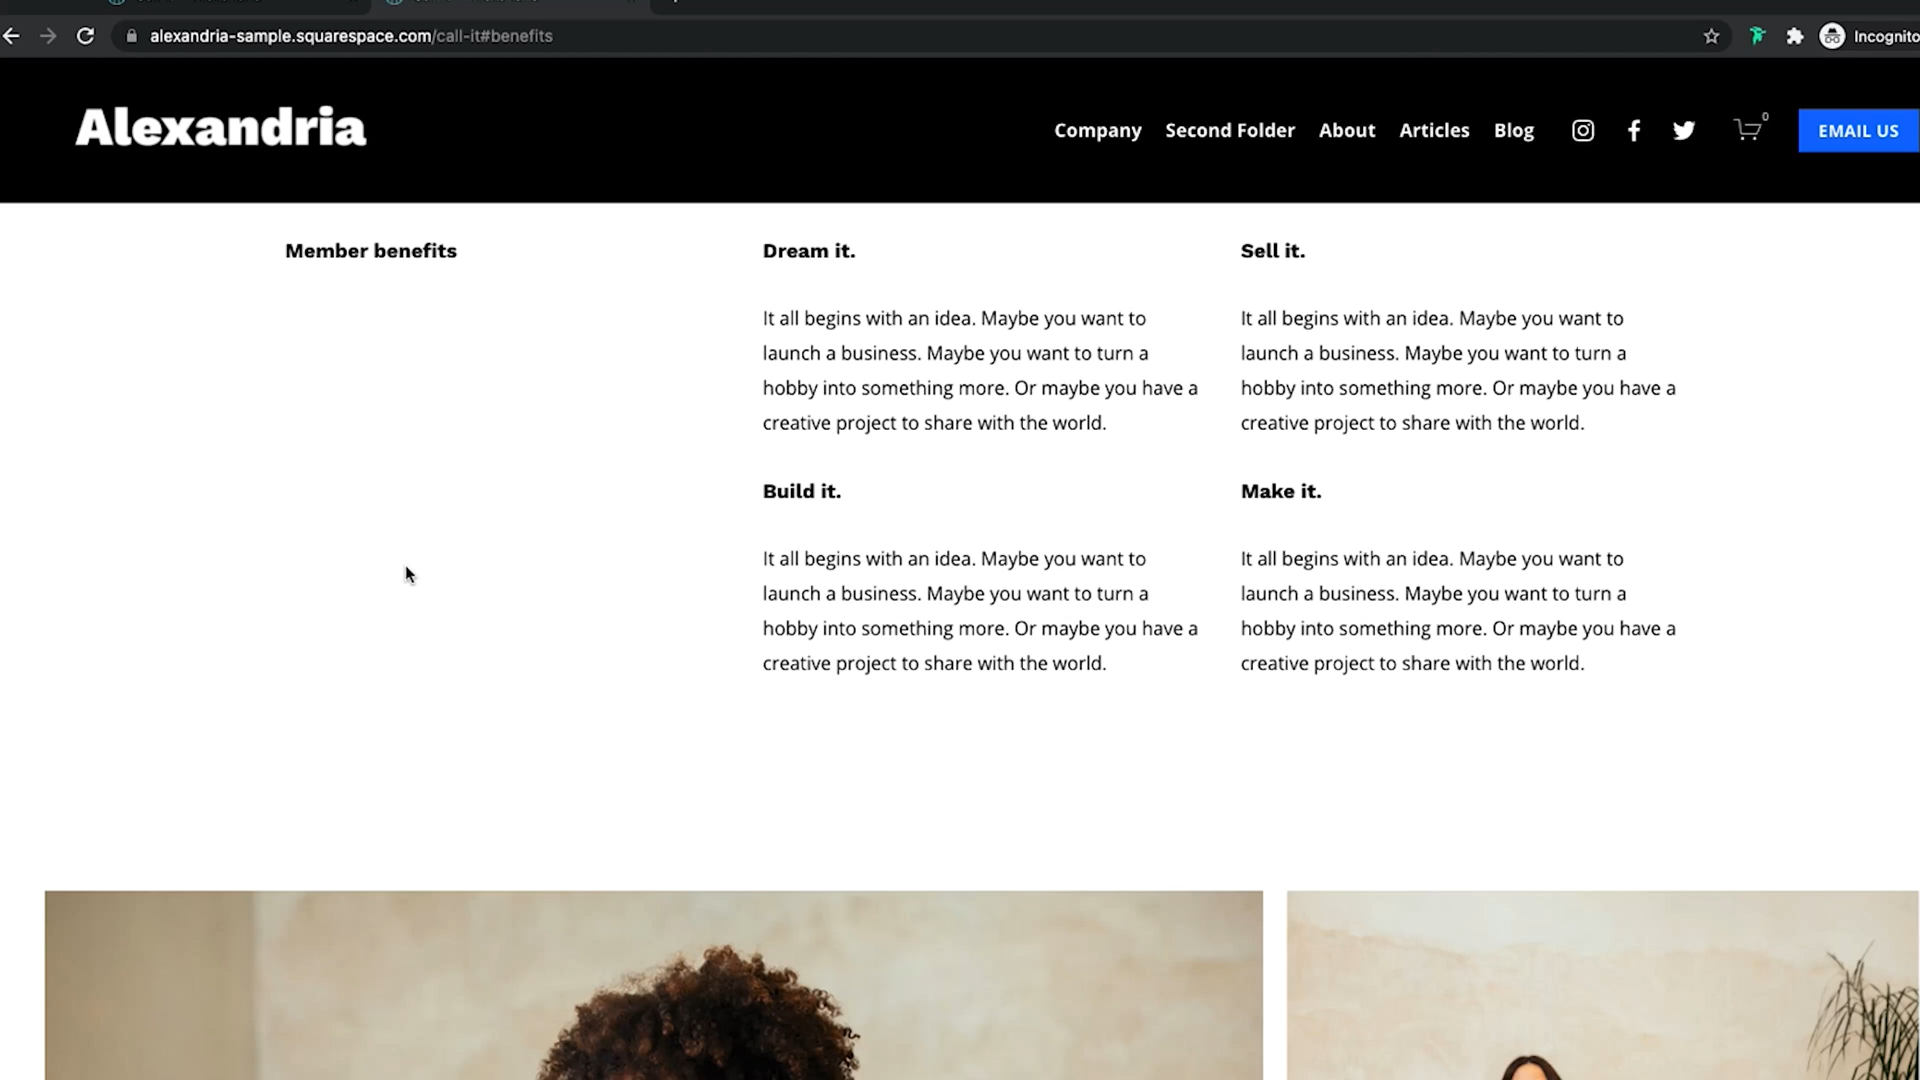 alexandria-sample.squarespace.com/call-it#benefits
Incognito
Alexandria
Company Second Folder About Articles Blog 0 EMAIL US
Member benefits
Dream it.
It all begins with an idea. Maybe you want to
launch a business. Maybe you want to turn a
hobby into something more. Or maybe you have a
creative project to share with the world.
Sell it.
It all begins with an idea. Maybe you want to
launch a business. Maybe you want to turn a
hobby into something more. Or maybe you have a
creative project to share with the world.
Build it.
It all begins with an idea. Maybe you want to
launch a business. Maybe you want to turn a
hobby into something more. Or maybe you have a
creative project to share with the world.
Make it.
It all begins with an idea. Maybe you want to
launch a business. Maybe you want to turn a
hobby into something more. Or maybe you have a
creative project to share with the world.